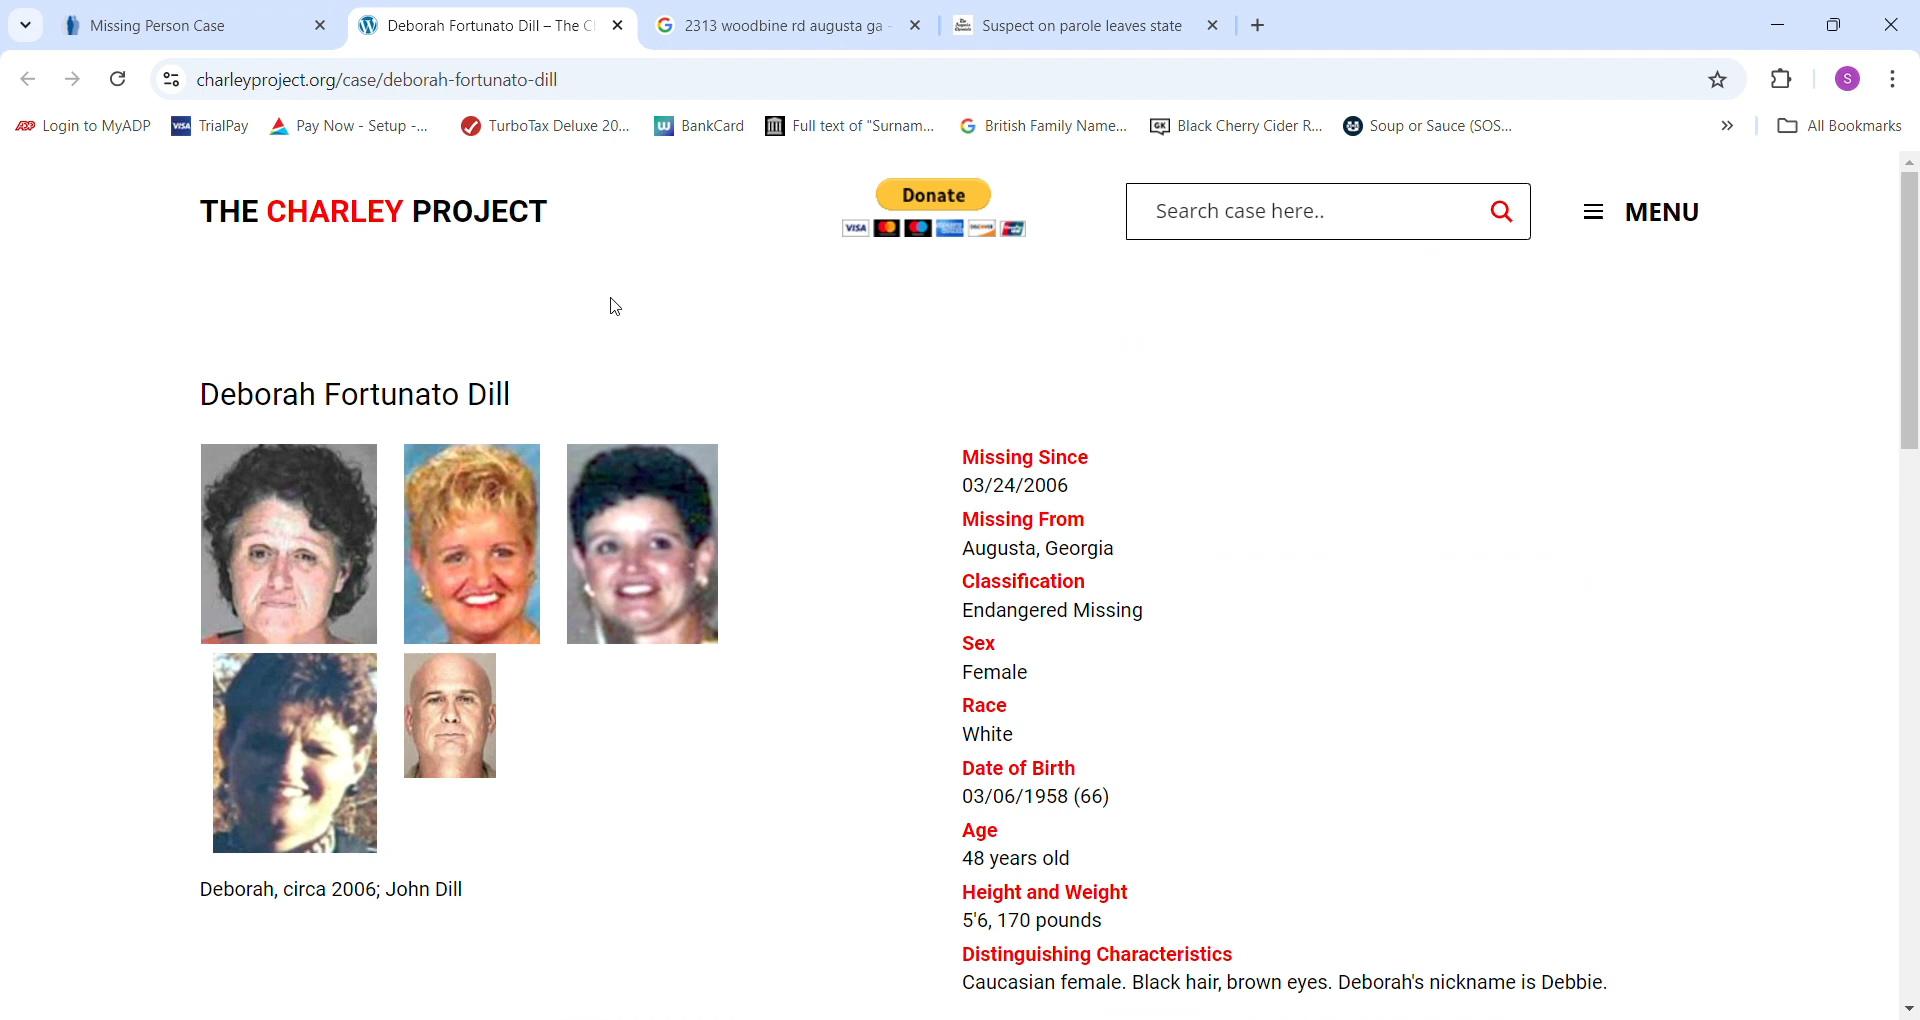 Missing Person Case
Deborah Fortunato Dill – The C
2313 woodbine rd augusta ga -
Suspect on parole leaves state
charleyproject.org/case/deborah-fortunato-dill
S
ADP Login to MyADP
VISA TrialPay
Pay Now - Setup -...
TurboTax Deluxe 20...
W BankCard
Full text of "Surnam...
G British Family Name...
GK Black Cherry Cider R...
Soup or Sauce (SOS...
» All Bookmarks
THE CHARLEY PROJECT
Donate
VISA
Search case here..
MENU
Deborah Fortunato Dill
Deborah, circa 2006; John Dill
Missing Since
03/24/2006
Missing From
Augusta, Georgia
Classification
Endangered Missing
Sex
Female
Race
White
Date of Birth
03/06/1958 (66)
Age
48 years old
Height and Weight
5'6, 170 pounds
Distinguishing Characteristics
Caucasian female. Black hair, brown eyes. Deborah's nickname is Debbie.